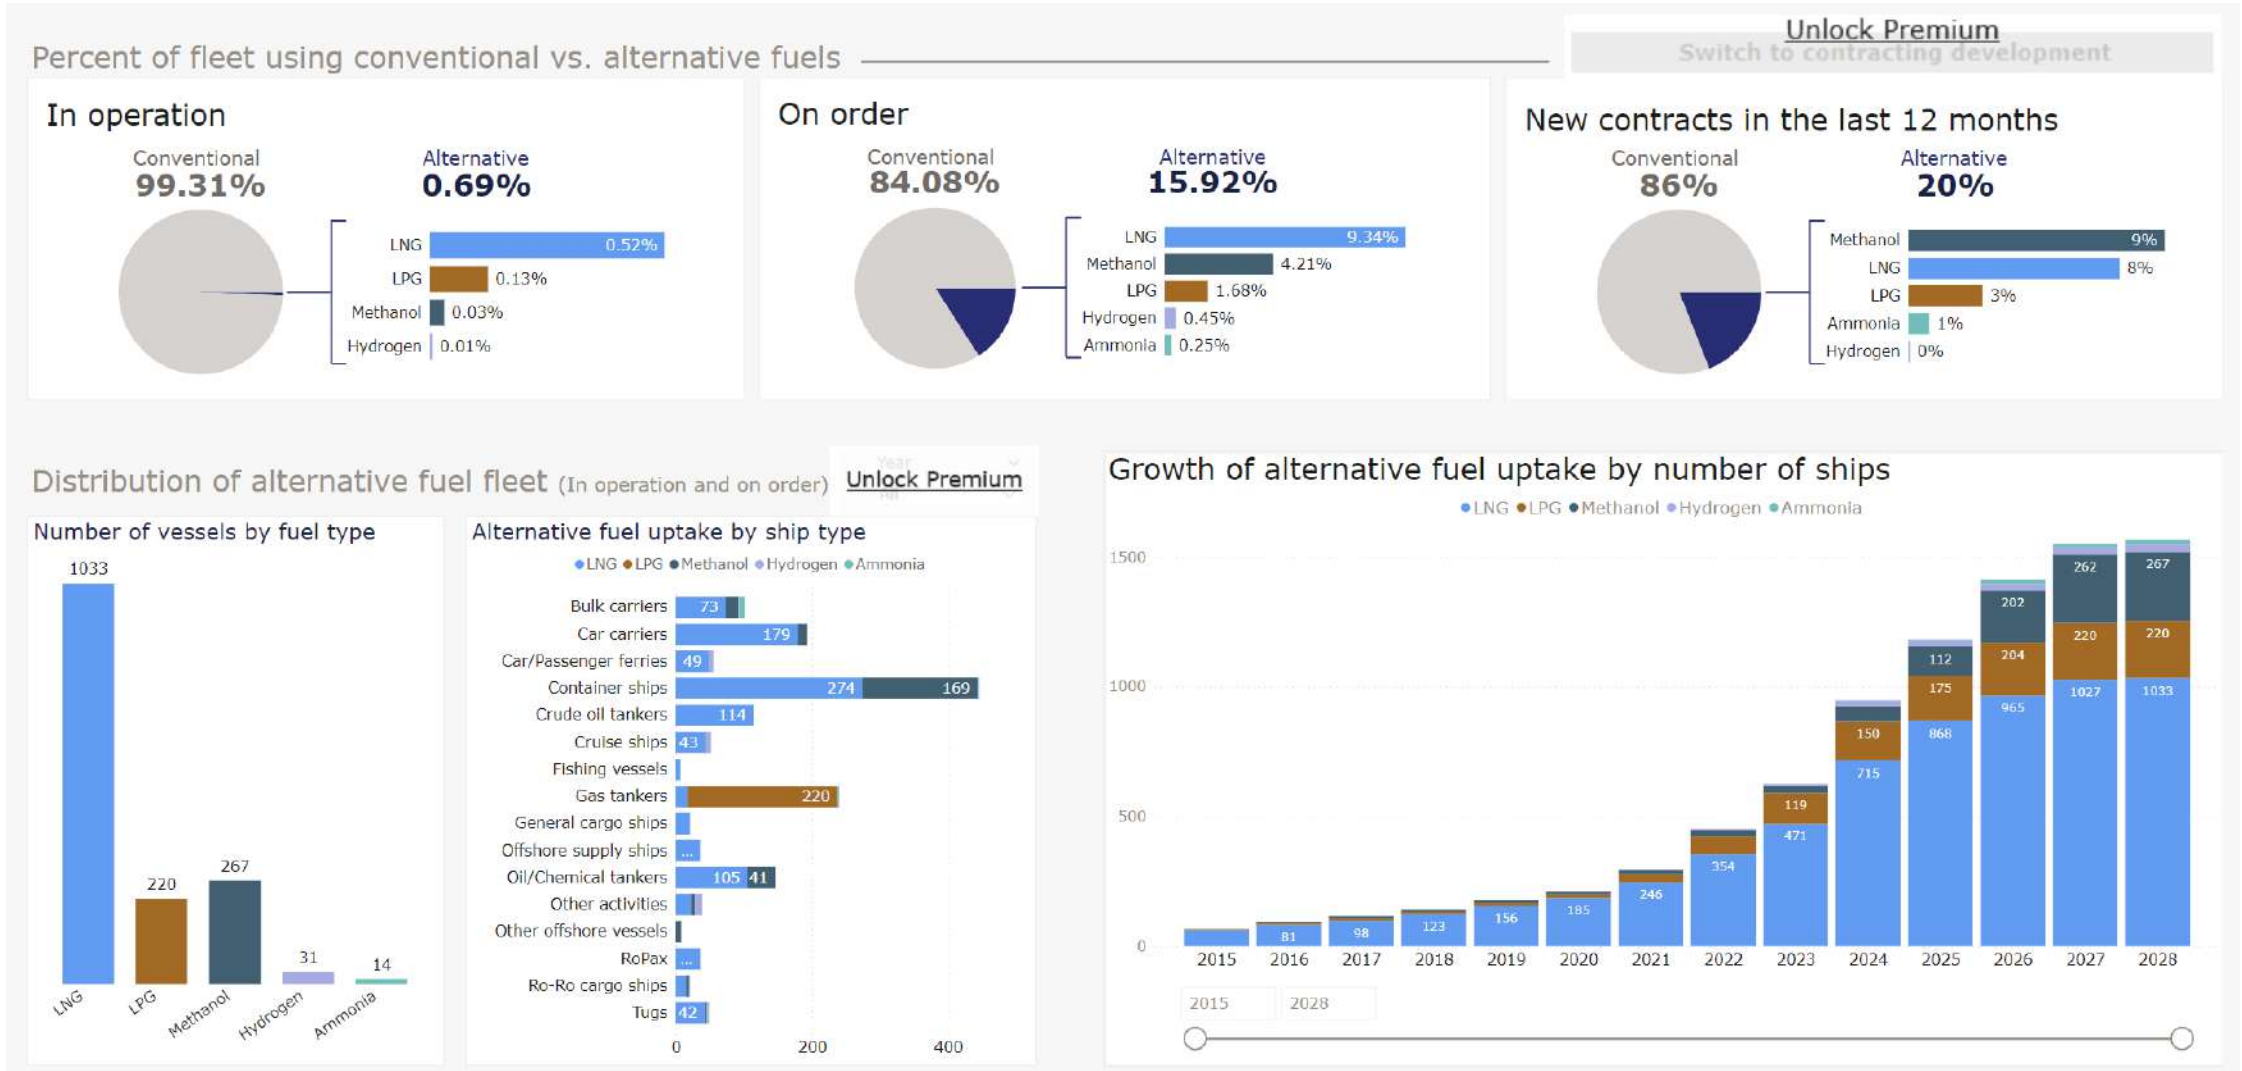 Unlock Premium
Switch to contracting development
Percent of fleet using conventional vs. alternative fuels
In operation
Conventional
99.31%
Alternative
0.69%
LNG 0.52%
LPG 0.13%
Methanol 0.03%
Hydrogen 0.01%
On order
Conventional
84.08%
Alternative
15.92%
LNG 9.34%
Methanol 4.21%
LPG 1.68%
Hydrogen 0.45%
Ammonia 0.25%
New contracts in the last 12 months
Conventional
86%
Alternative
20%
Methanol 9%
LNG 8%
LPG 3%
Ammonia 1%
Hydrogen 0%
Distribution of alternative fuel fleet (In operation and on order)
Year
Unlock Premium
All
Number of vessels by fuel type
1033
220
267
31
14
LNG
LPG
Methanol
Hydrogen
Ammonia
Alternative fuel uptake by ship type
LNG LPG Methanol Hydrogen Ammonia
Bulk carriers 73
Car carriers 179
Car/Passenger ferries 49
Container ships 274 169
Crude oil tankers 114
Cruise ships 43
Fishing vessels
Gas tankers 220
General cargo ships
Offshore supply ships ...
Oil/Chemical tankers 105 41
Other activities
Other offshore vessels
RoPax ...
Ro-Ro cargo ships
Tugs 42
0 200 400
Growth of alternative fuel uptake by number of ships
LNG LPG Methanol Hydrogen Ammonia
1500
1000
500
0
81
98
123
156
185
246
354
119
471
150
715
112
175
868
202
204
965
262
220
1027
267
220
1033
2015 2016 2017 2018 2019 2020 2021 2022 2023 2024 2025 2026 2027 2028
2015 2028